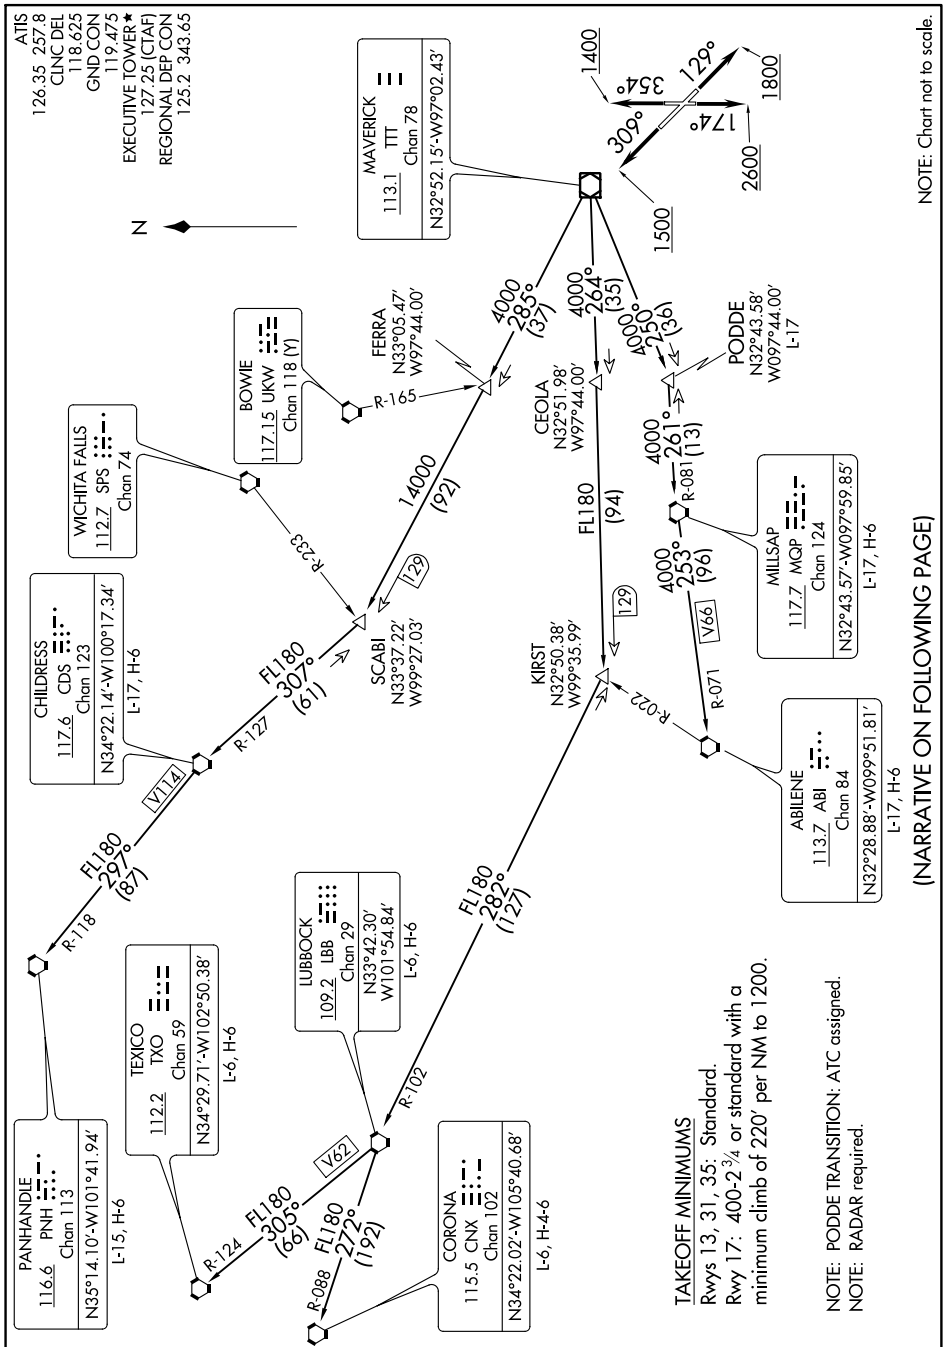 ATIS
126.35 257.8
CLNC DEL
118.625
GND CON
119.475
EXECUTIVE TOWER★
127.25 (CTAF)
REGIONAL DEP CON
125.2 343.65
N
MAVERICK
113.1 TTT
Chan 78
N32°52.15'-W97°02.43'
1400
354°
129°
1800
309°
174°
2600
1500
NOTE: Chart not to scale.
BOWIE
117.15 UKW
Chan 118 (Y)
R-165
FERRA
N33°05.47'
W97°44.00'
4000
285°
(37)
4000
264°
(35)
4000
250°
(36)
CEOLA
N32°51.98'
W97°44.00'
PODDE
N32°43.58'
W097°44.00'
L-17
WICHITA FALLS
112.7 SPS
Chan 74
R-233
14000
(92)
129
FL180
(94)
4000
261°
(13)
R-081
MILLSAP
117.7 MQP
Chan 124
N32°43.57'-W097°59.85'
L-17, H-6
CHILDRESS
117.6 CDS
Chan 123
N34°22.14'-W100°17.34'
L-17, H-6
SCABI
N33°37.22'
W99°27.03'
FL180
307°
(61)
R-127
KIRST
N32°50.38'
W99°35.99'
129
4000
253°
(96)
V66
R-071
R-022
ABILENE
113.7 ABI
Chan 84
N32°28.88'-W099°51.81'
L-17, H-6
V114
FL180
297°
(87)
R-118
PANHANDLE
116.6 PNH
Chan 113
N35°14.10'-W101°41.94'
L-15, H-6
LUBBOCK
109.2 LBB
Chan 29
N33°42.30'
W101°54.84'
L-6, H-6
FL180
282°
(127)
R-102
TEXICO
112.2 TXO
Chan 59
N34°29.71'-W102°50.38'
L-6, H-6
V62
FL180
305°
(66)
R-124
FL180
272°
(192)
R-088
CORONA
115.5 CNX
Chan 102
N34°22.02'-W105°40.68'
L-6, H-4-6
TAKEOFF MINIMUMS
Rwys 13, 31, 35: Standard.
Rwy 17: 400-2 ¾ or standard with a
minimum climb of 220' per NM to 1200.
NOTE: PODDE TRANSITION: ATC assigned.
NOTE: RADAR required.
(NARRATIVE ON FOLLOWING PAGE)